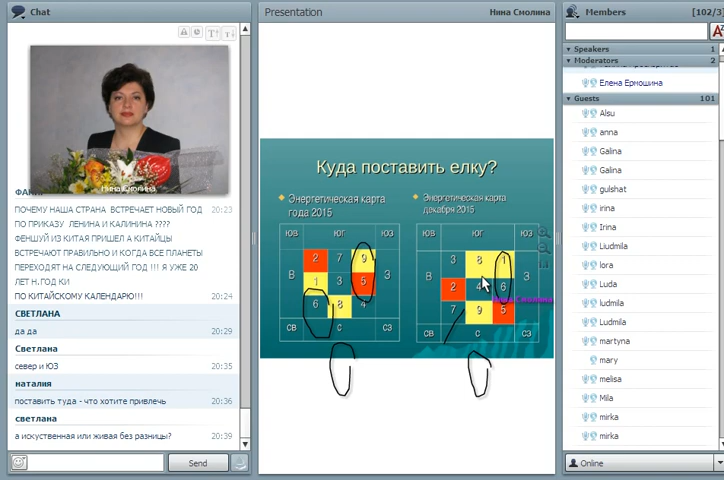 Chat
Нина Смолина
ПОЧЕМУ НАША СТРАНА ВСТРЕЧАЕТ НОВЫЙ ГОД 20:23
ПО ПРИКАЗУ ЛЕНИНА И КАЛИНИНА ????
ФЕНШУЙ ИЗ КИТАЯ ПРИШЕЛ А КИТАЙЦЫ
ВСТРЕЧАЮТ ПРАВИЛЬНО И КОГДА ВСЕ ПЛАНЕТЫ
ПЕРЕХОДЯТ НА СЛЕДУЮЩИЙ ГОД !!! Я УЖЕ 20
ЛЕТ Н.ГОД КИ
ПО КИТАЙСКОМУ КАЛЕНДАРЮ!!! 20:24
СВЕТЛАНА
да да 20:29
Светлана
север и ЮЗ 20:35
наталия
поставить туда - что хотите привлечь 20:36
светлана
а искуственная или живая без разницы? 20:39
Send
Presentation Нина Смолина
Куда поставить елку?
Энергетическая карта
года 2015
ЮВ ЮГ ЮЗ
2 7 9
В 1 3 5 З
6 8 4
СВ С СЗ
Энергетическая карта
декабря 2015
ЮВ ЮГ ЮЗ
3 8 1
В 2 4 6 З
Нина Смолина
7 9 5
СВ С СЗ
Members [102/3
Speakers 1
Moderators 2
Елена Ермошина
Guests 101
Alsu
anna
Galina
Galina
gulshat
irina
Irina
Liudmila
lora
Luda
ludmila
Ludmila
martyna
mary
melisa
Mila
mirka
mirka
Online